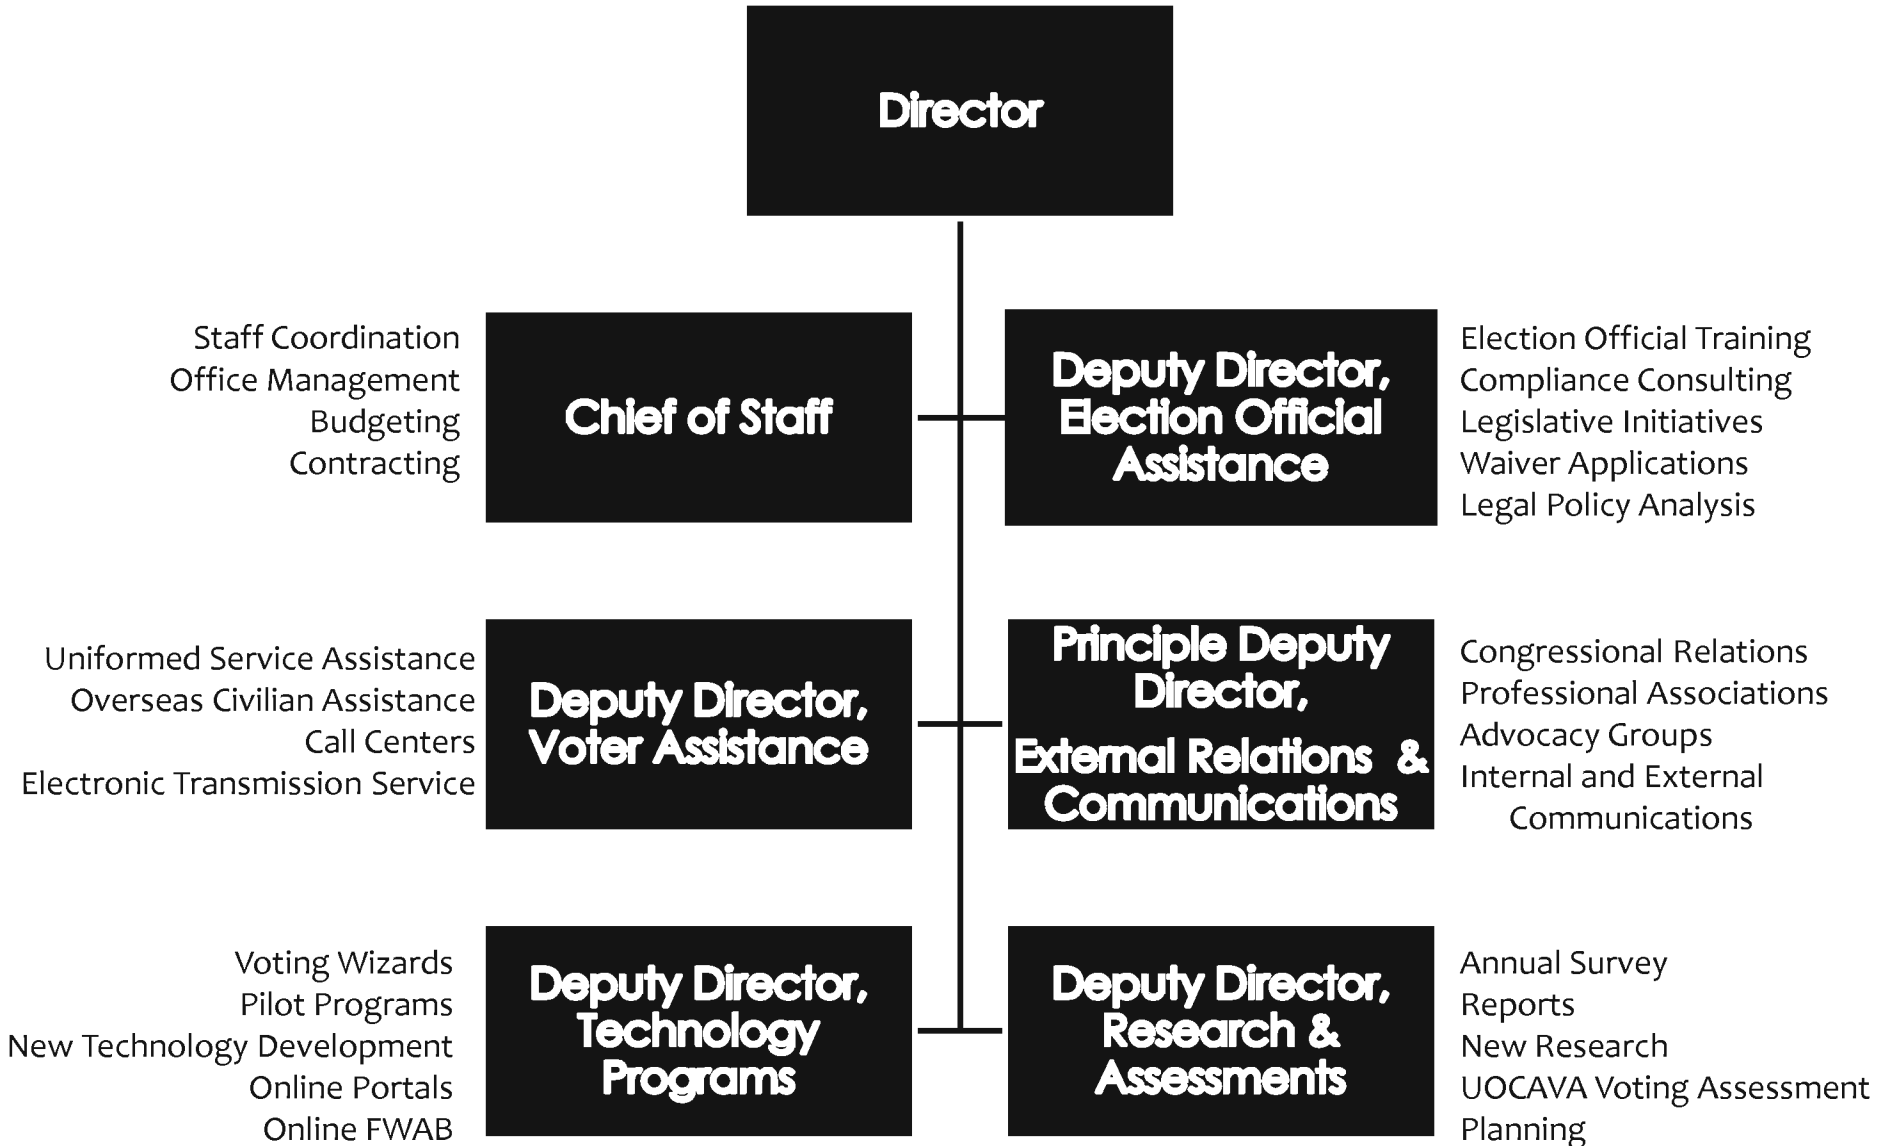 Director
Staff Coordination
Office Management
Budgeting
Contracting
Chief of Staff
Deputy Director,
Election Official
Assistance
Election Official Training
Compliance Consulting
Legislative Initiatives
Waiver Applications
Legal Policy Analysis
Uniformed Service Assistance
Overseas Civilian Assistance
Call Centers
Electronic Transmission Service
Deputy Director,
Voter Assistance
Principle Deputy
Director,
External Relations &
Communications
Congressional Relations
Professional Associations
Advocacy Groups
Internal and External
Communications
Voting Wizards
Pilot Programs
New Technology Development
Online Portals
Online FWAB
Deputy Director,
Technology
Programs
Deputy Director,
Research &
Assessments
Annual Survey
Reports
New Research
UOCAVA Voting Assessment
Planning